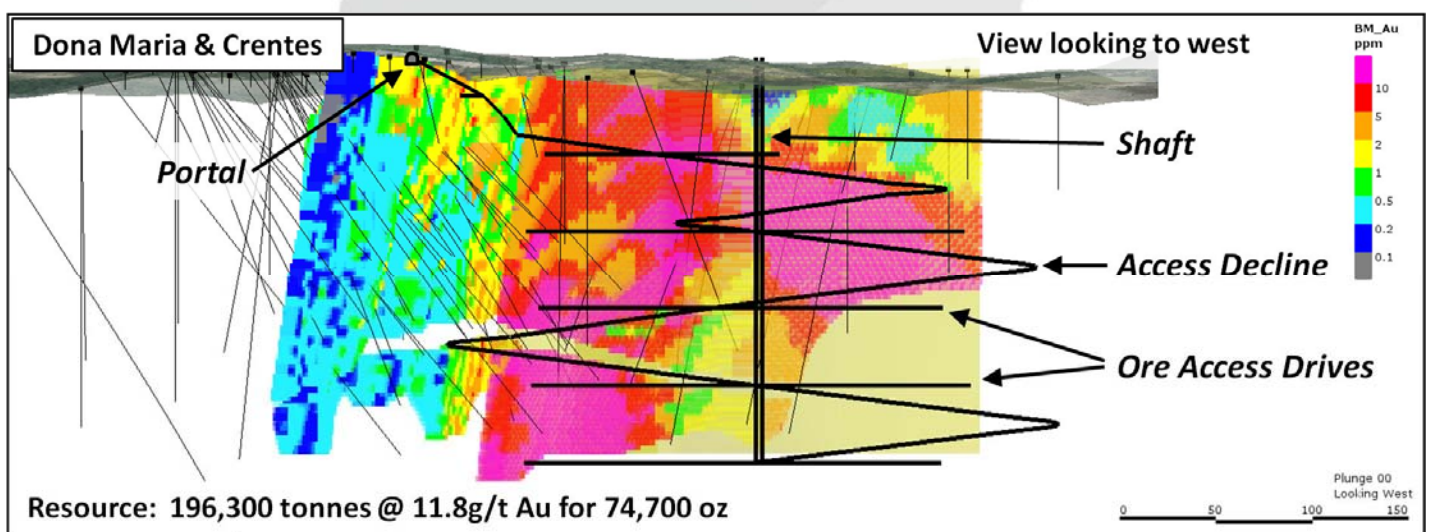 Dona Maria & Crentes
View looking to west
BM_Au
ppm
10
5
2
1
0.5
0.2
0.1
P
Portal
Shaft
Access Decline
Ore Access Drives
Resource: 196,300 tonnes @ 11.8g/t Au for 74,700 oz
Plunge 00
Looking West
0 50 100 150